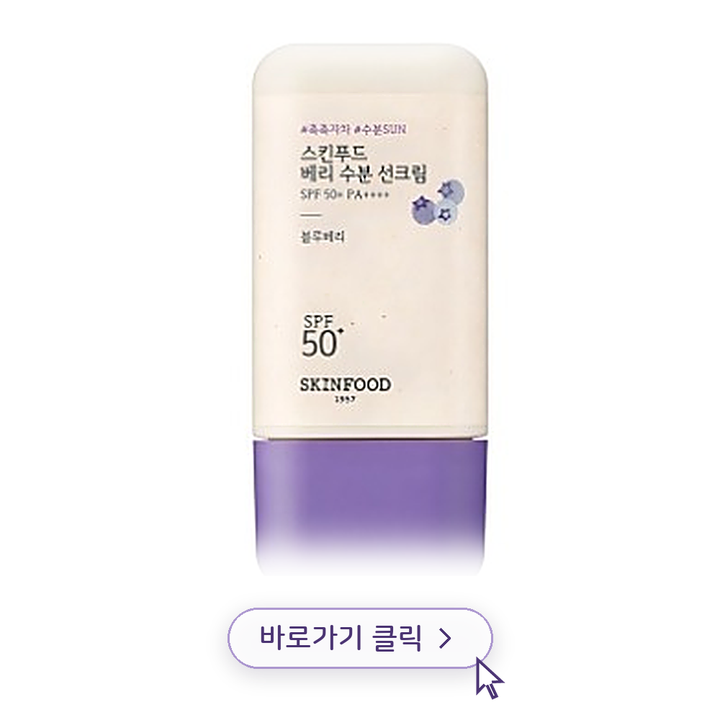 #촉촉자차 #수분SUN
스킨푸드
베리 수분 선크림
SPF 50+ PA++++
블루베리
SPF
50+
SKINFOOD
1957
바로가기 클릭 >